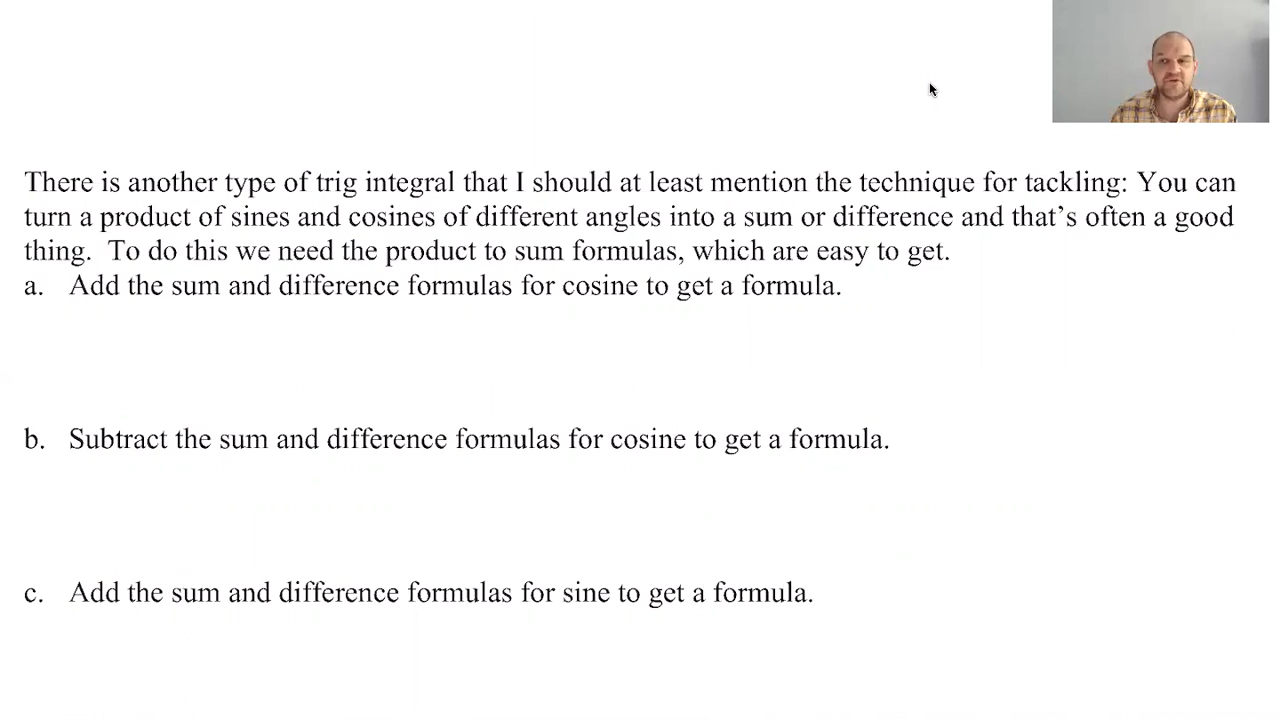 There is another type of trig integral that I should at least mention the technique for tackling: You can
turn a product of sines and cosines of different angles into a sum or difference and that’s often a good
thing.  To do this we need the product to sum formulas, which are easy to get.
a. Add the sum and difference formulas for cosine to get a formula.
b. Subtract the sum and difference formulas for cosine to get a formula.
c. Add the sum and difference formulas for sine to get a formula.